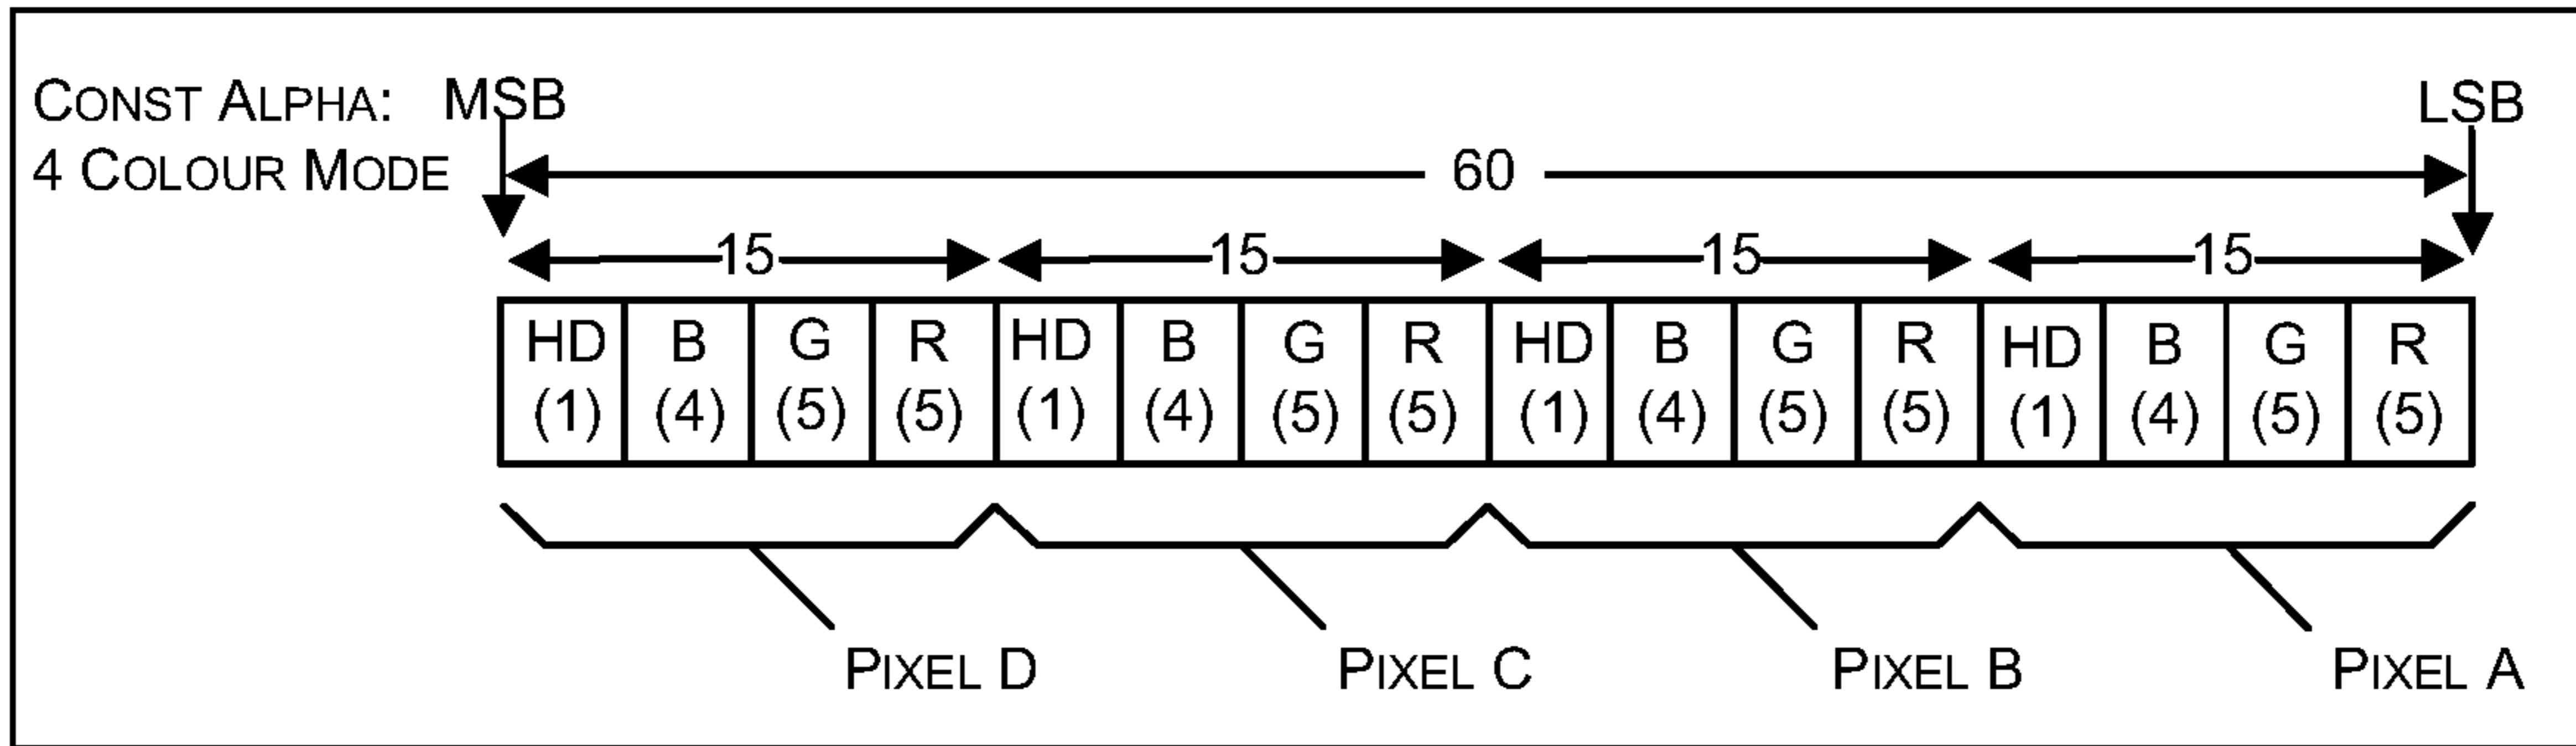 CONST ALPHA: MSB LSB
4 COLOUR MODE 60
15 15 15 15
HD B G R HD B G R HD B G R HD B G R
(1) (4) (5) (5) (1) (4) (5) (5) (1) (4) (5) (5) (1) (4) (5) (5)
PIXEL D PIXEL C PIXEL B PIXEL A